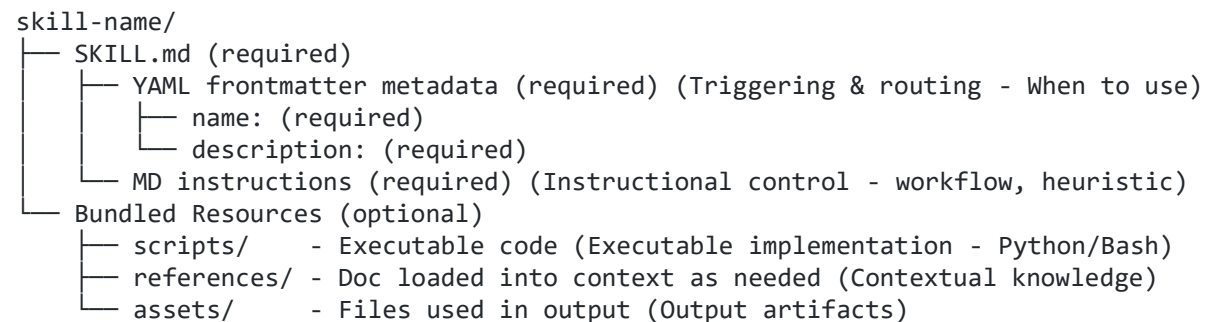 skill-name/
├── SKILL.md (required)
│   ├── YAML frontmatter metadata (required) (Triggering & routing - When to use)
│   │   ├── name: (required)
│   │   └── description: (required)
│   └── MD instructions (required) (Instructional control - workflow, heuristic)
└── Bundled Resources (optional)
    ├── scripts/    - Executable code (Executable implementation - Python/Bash)
    ├── references/ - Doc loaded into context as needed (Contextual knowledge)
    └── assets/     - Files used in output (Output artifacts)